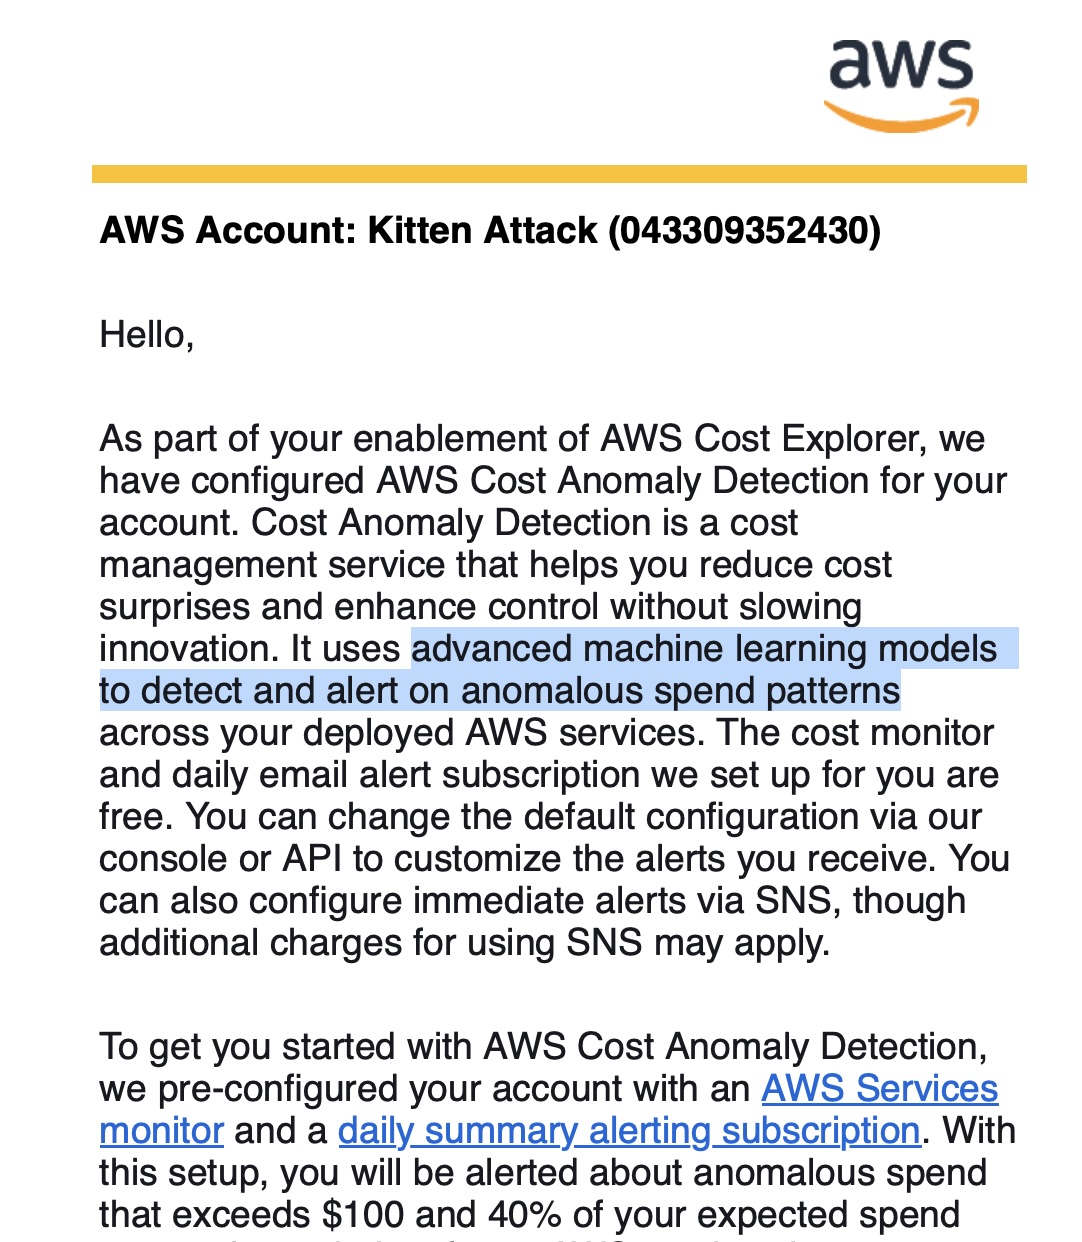 aws
AWS Account: Kitten Attack (043309352430)
Hello,
As part of your enablement of AWS Cost Explorer, we
have configured AWS Cost Anomaly Detection for your
account. Cost Anomaly Detection is a cost
management service that helps you reduce cost
surprises and enhance control without slowing
innovation. It uses advanced machine learning models
to detect and alert on anomalous spend patterns
across your deployed AWS services. The cost monitor
and daily email alert subscription we set up for you are
free. You can change the default configuration via our
console or API to customize the alerts you receive. You
can also configure immediate alerts via SNS, though
additional charges for using SNS may apply.
To get you started with AWS Cost Anomaly Detection,
we pre-configured your account with an AWS Services
monitor and a daily summary alerting subscription. With
this setup, you will be alerted about anomalous spend
that exceeds $100 and 40% of your expected spend